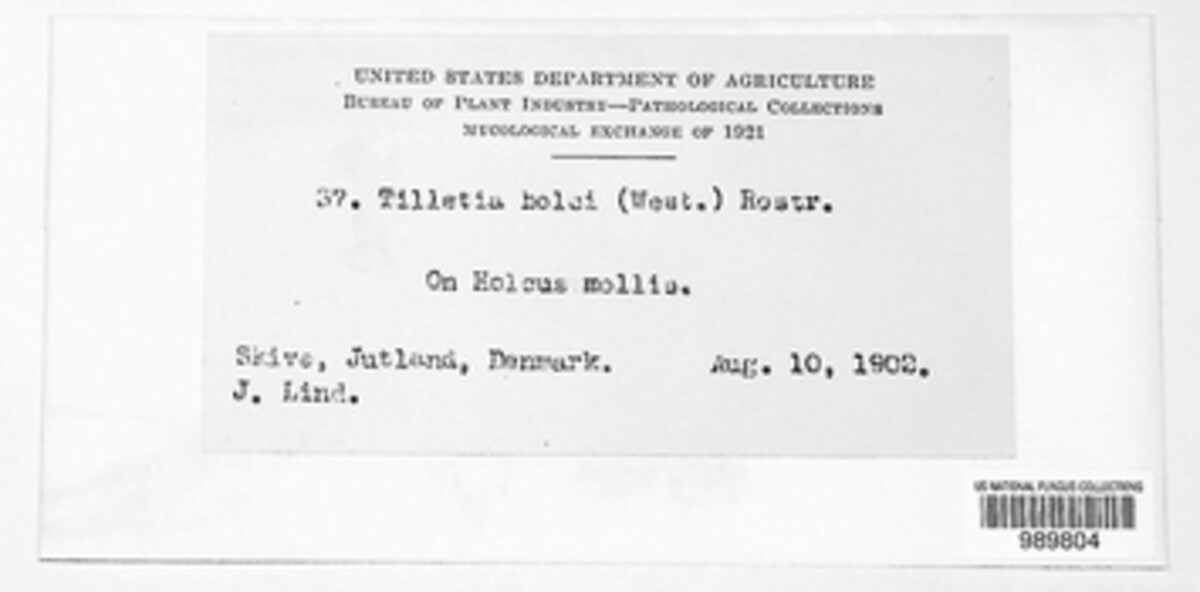 UNITED STATES DEPARTMENT OF AGRICULTURE
BUREAU OF PLANT INDUSTRY—PATHOLOGICAL COLLECTIONS
MYCOLOGICAL EXCHANGE OF 1921
37. Tilletia holci (West.) Rostr.
On Holcus mollis.
Skive, Jutland, Denmark. Aug. 10, 1902.
J. Lind.
US NATIONAL FUNGUS COLLECTIONS
989804